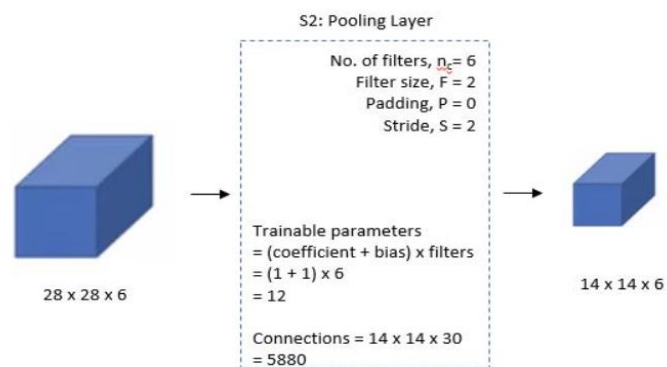 S2: Pooling Layer
No. of filters, nc= 6
Filter size, F = 2
Padding, P = 0
Stride, S = 2
28 x 28 x 6
Trainable parameters
= (coefficient + bias) x filters
= (1 + 1) x 6
= 12
Connections = 14 x 14 x 30
= 5880
14 x 14 x 6